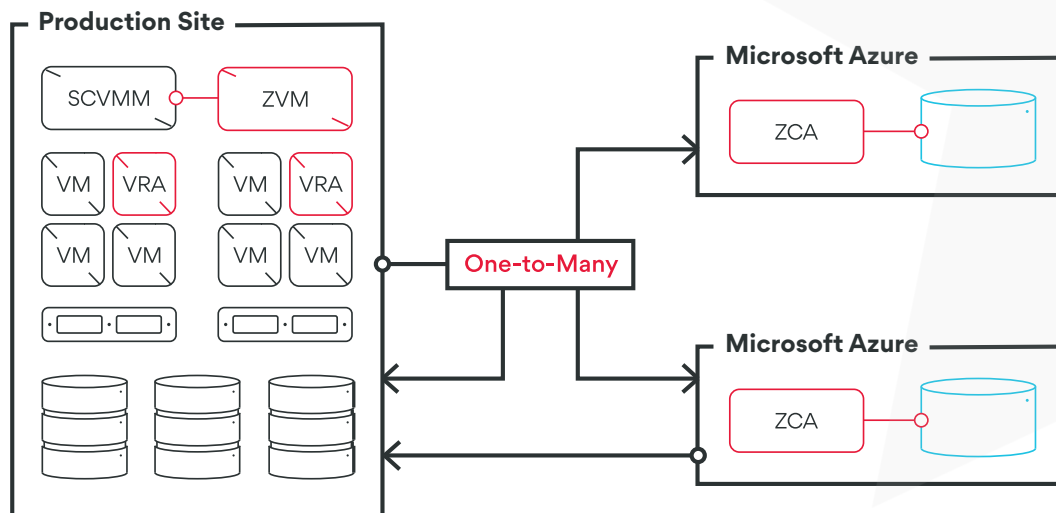 Production Site
SCVMM
ZVM
VM
VRA
VM
VRA
VM
VM
VM
VM
One-to-Many
Microsoft Azure
ZCA
Microsoft Azure
ZCA